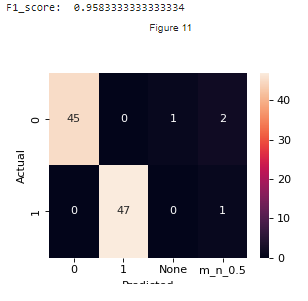 F1_score: 0.9583333333333334
Figure 11
0 45 0 1 2
1 0 47 0 1
0 1 None m_n_0.5
Actual
Predicted
40
30
20
10
0